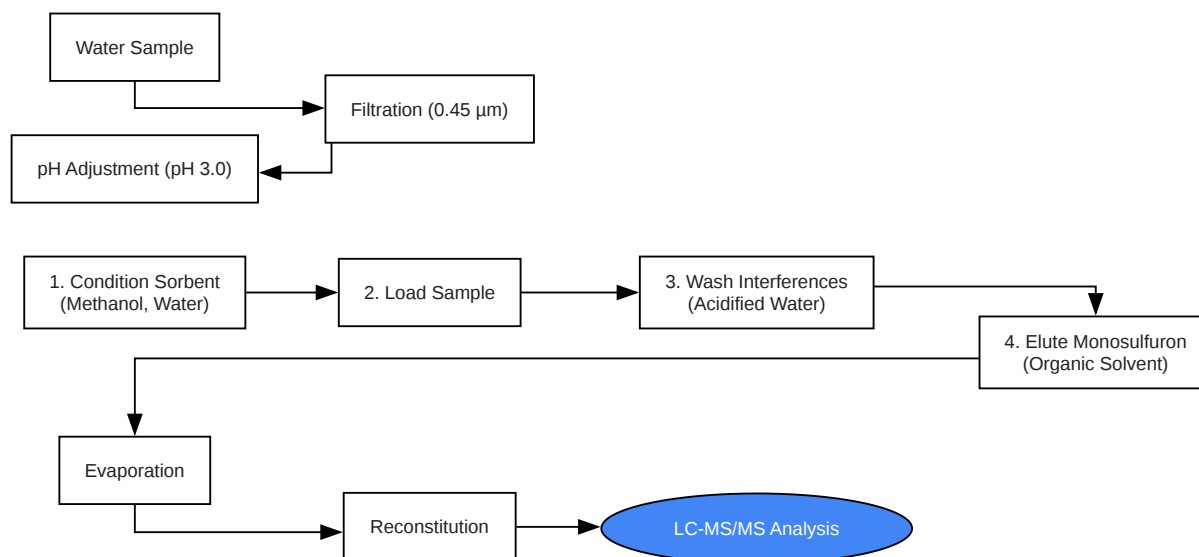 Water Sample
Filtration (0.45 µm)
pH Adjustment (pH 3.0)
1. Condition Sorbent
(Methanol, Water)
2. Load Sample
3. Wash Interferences
(Acidified Water)
4. Elute Monosulfuron
(Organic Solvent)
Evaporation
Reconstitution
LC-MS/MS Analysis